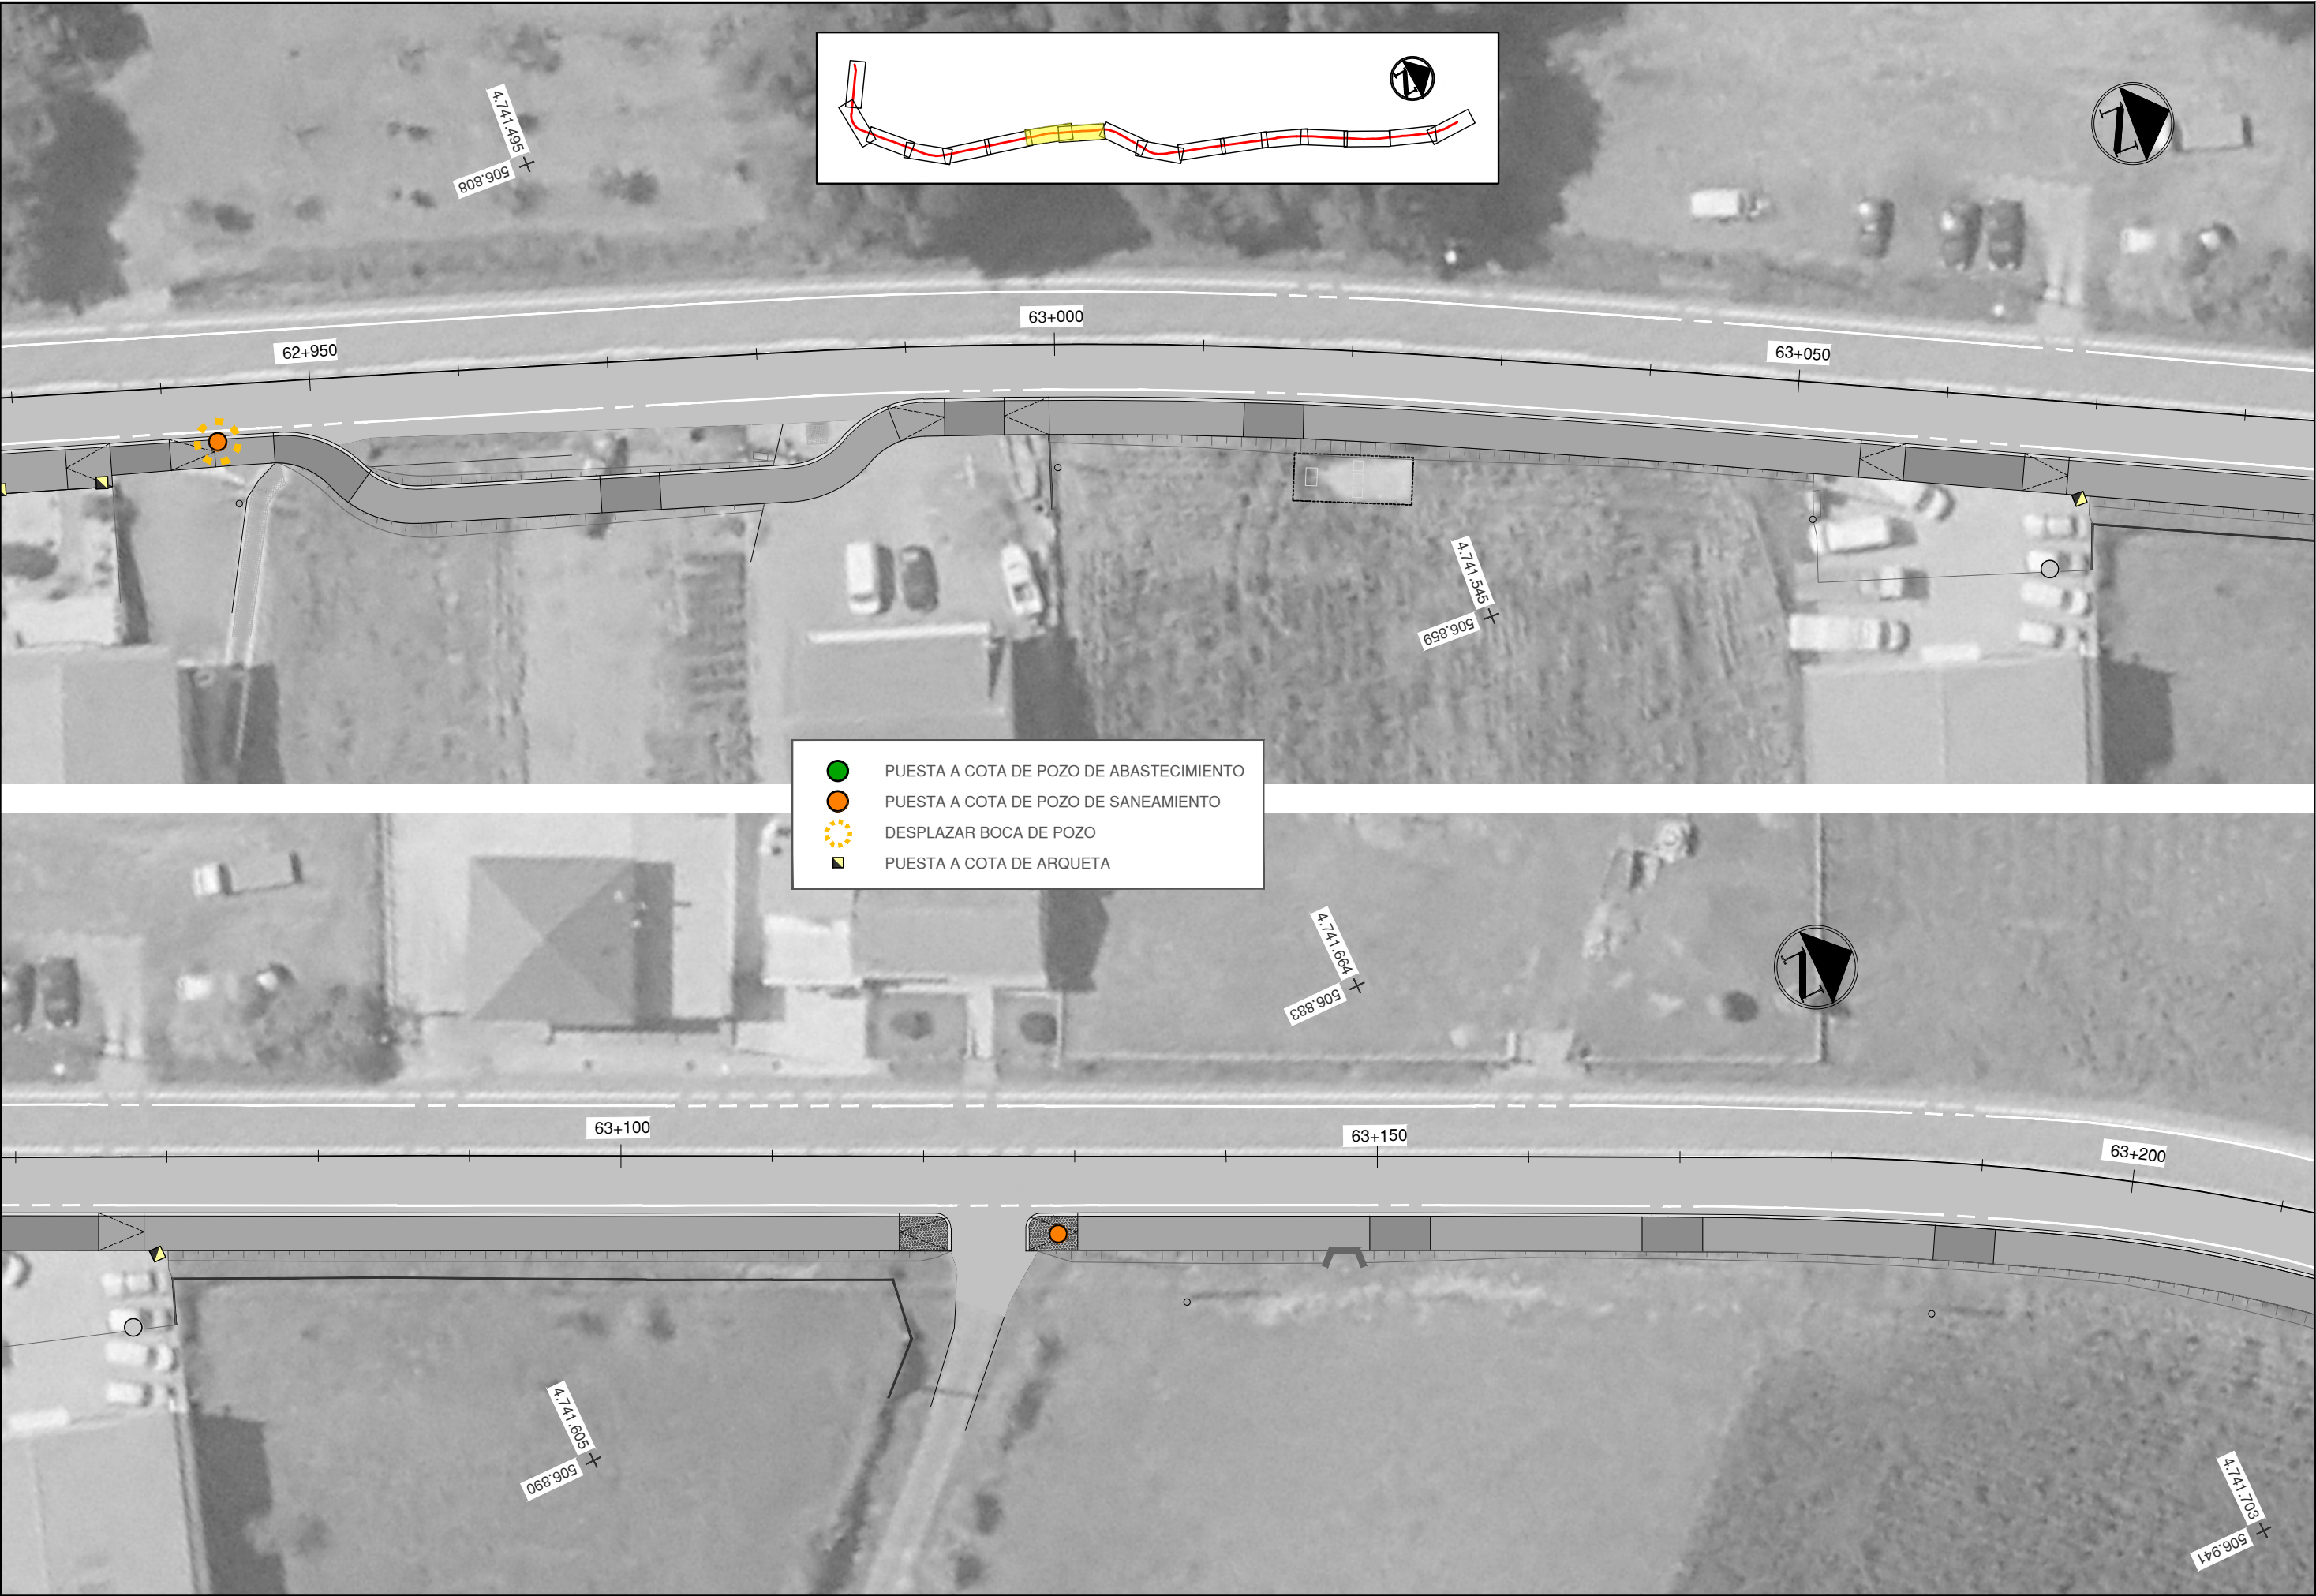 4.741.495
506.808
N
N
63+000
62+950
63+050
4.741.545
506.859
PUESTA A COTA DE POZO DE ABASTECIMIENTO
PUESTA A COTA DE POZO DE SANEAMIENTO
DESPLAZAR BOCA DE POZO
PUESTA A COTA DE ARQUETA
4.741.664
506.883
N
63+100
63+150
63+200
4.741.605
506.890
4.741.703
506.941